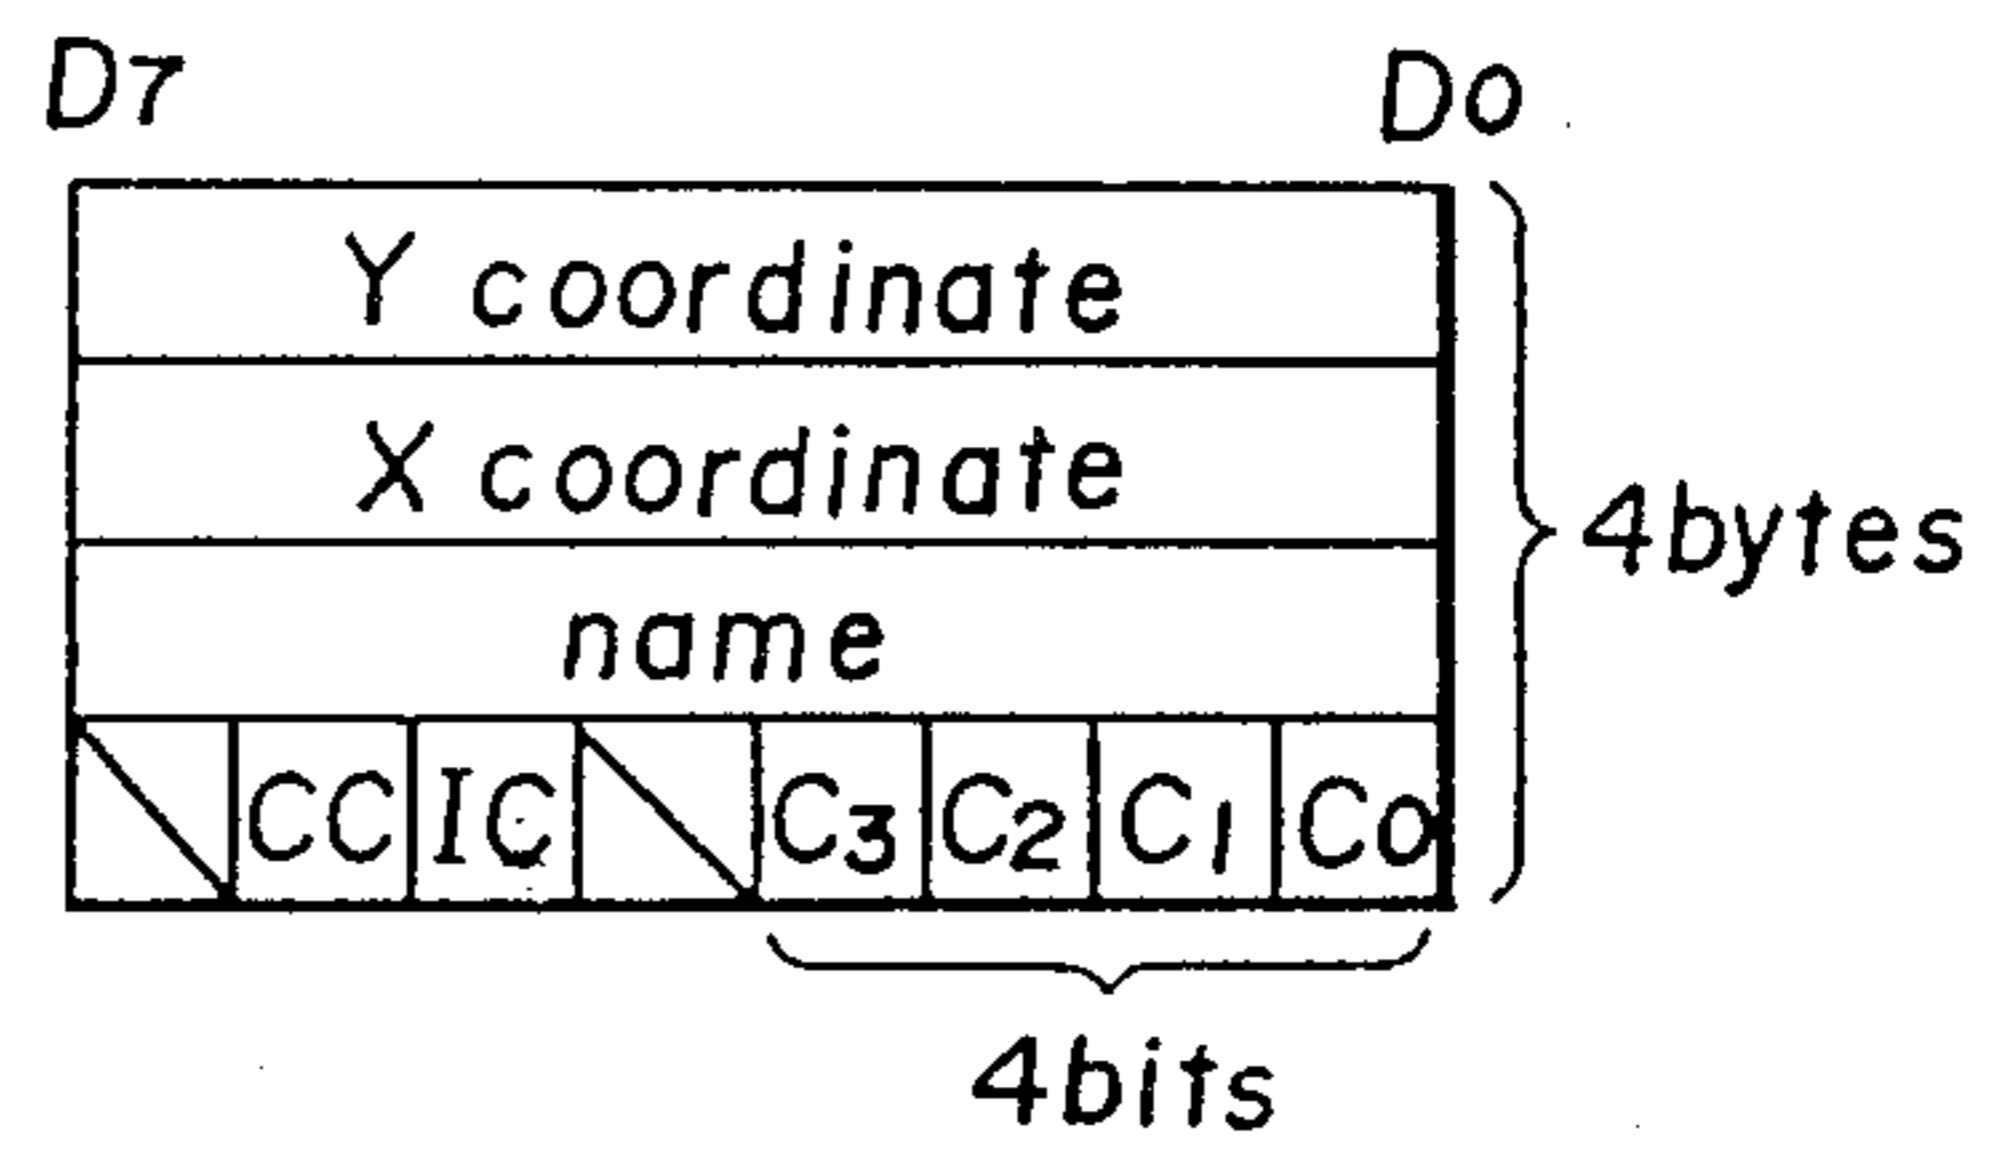 D7 D0
Y coordinate
X coordinate
4bytes
name
CC IC C3 C2 C1 C0
4bits